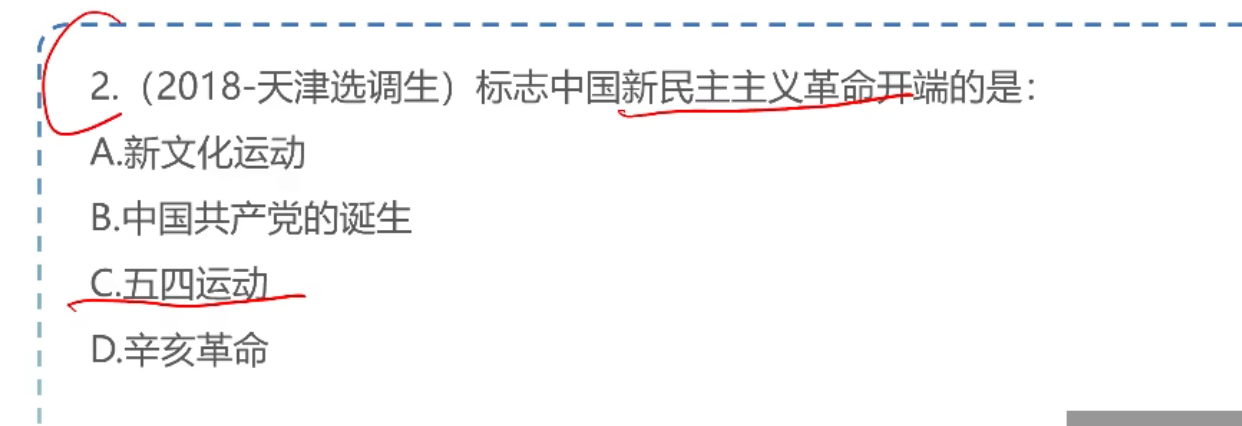 2.（2018-天津选调生）标志中国新民主主义革命开端的是：
A.新文化运动
B.中国共产党的诞生
C.五四运动
D.辛亥革命